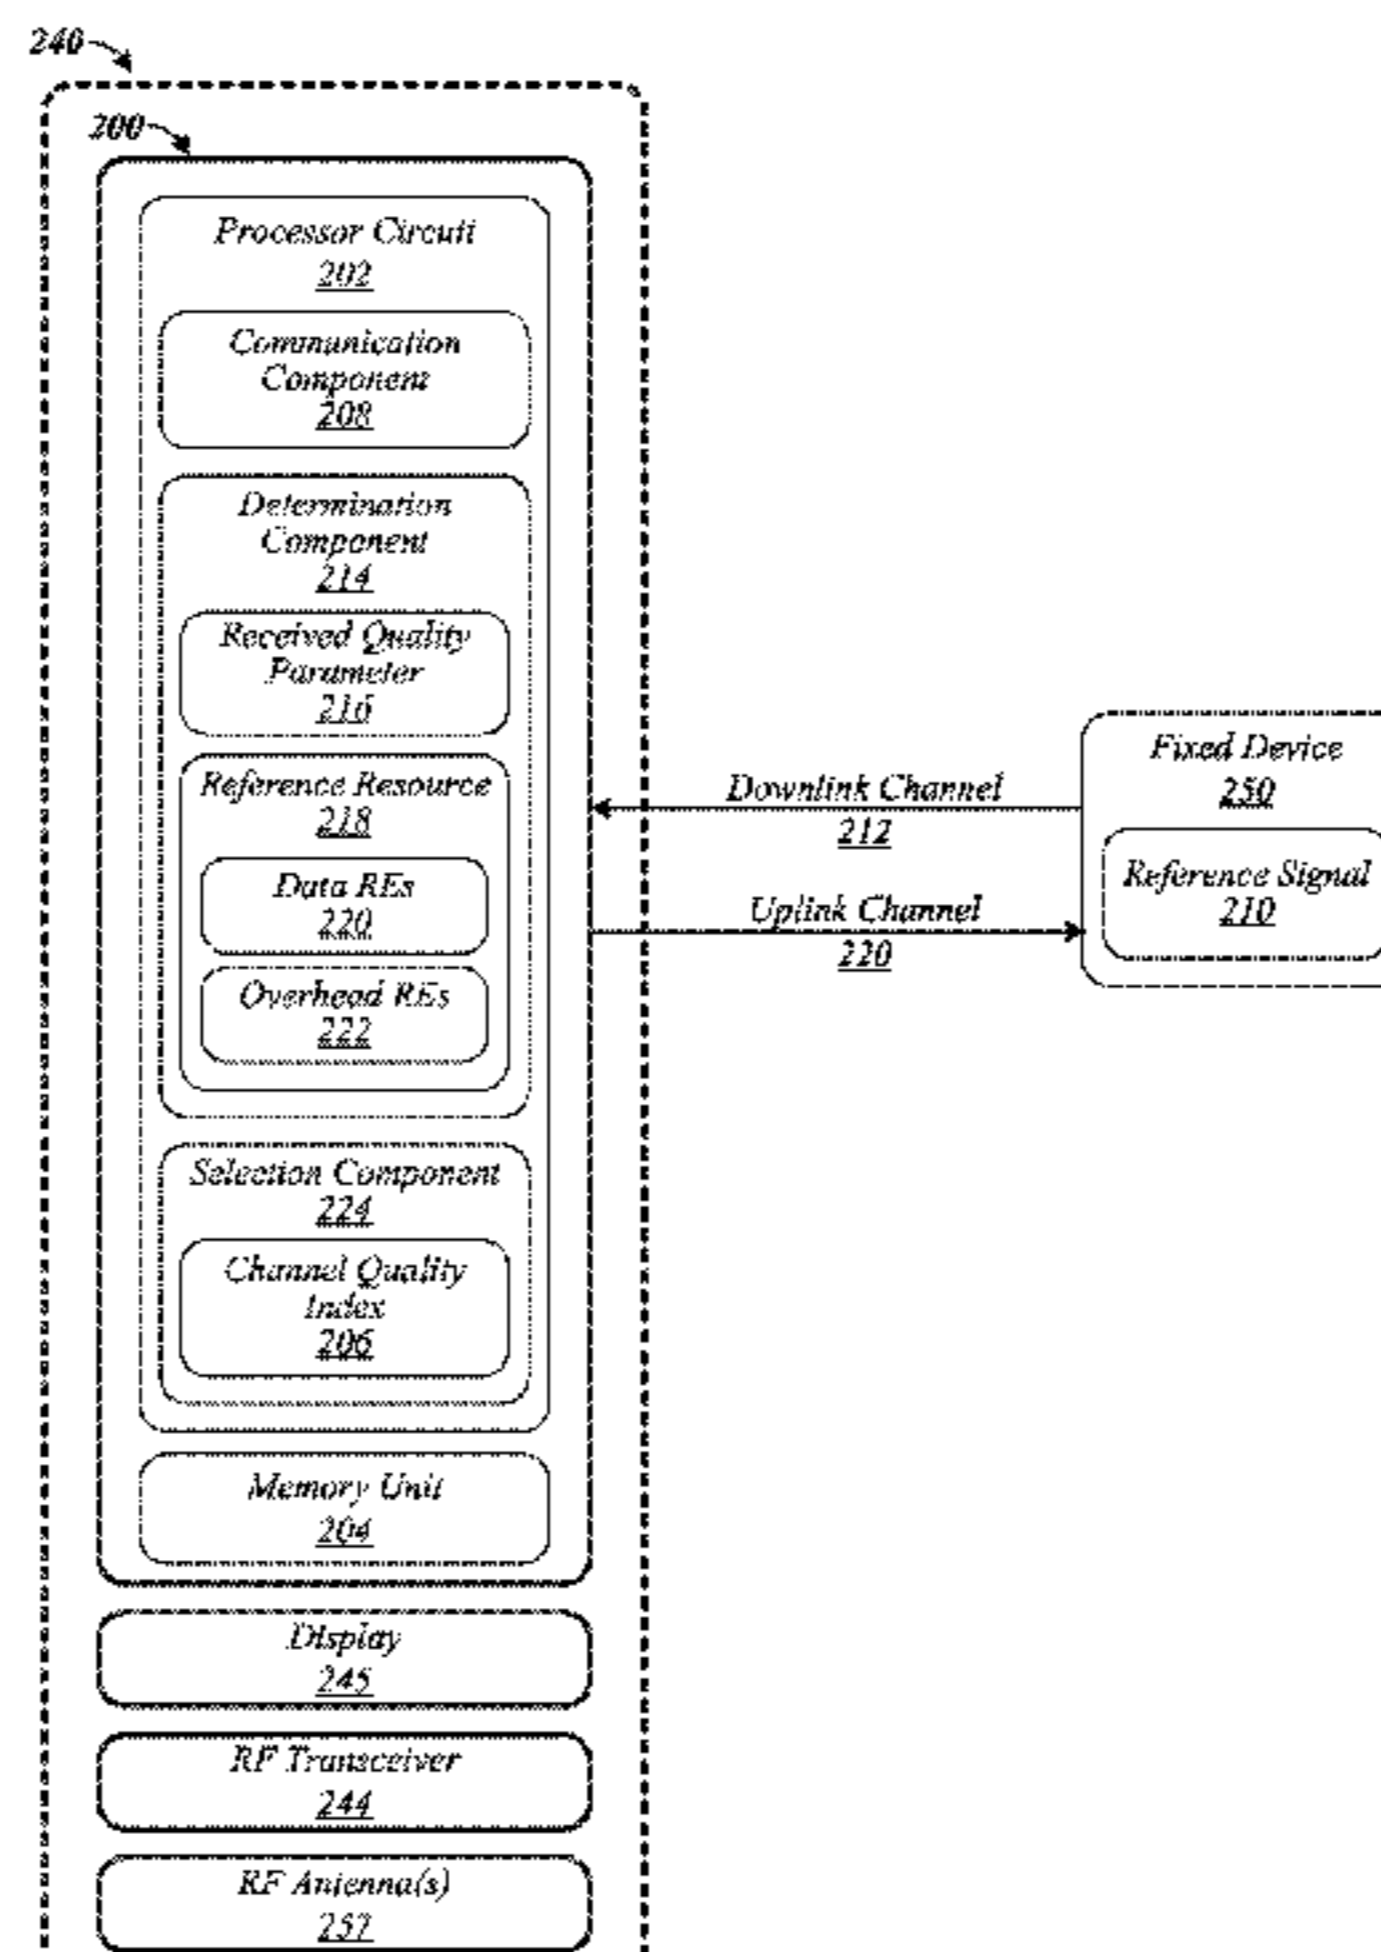 240
200
Processor Circuit
202
Communication
Component
208
Determination
Component
214
Received Quality
Parameter
216
Reference Resource
218
Data REs
220
Overhead REs
222
Selection Component
224
Channel Quality
Index
206
Memory Unit
204
Display
245
RF Transceiver
244
RF Antenna(s)
257
Downlink Channel
212
Uplink Channel
220
Fixed Device
250
Reference Signal
210